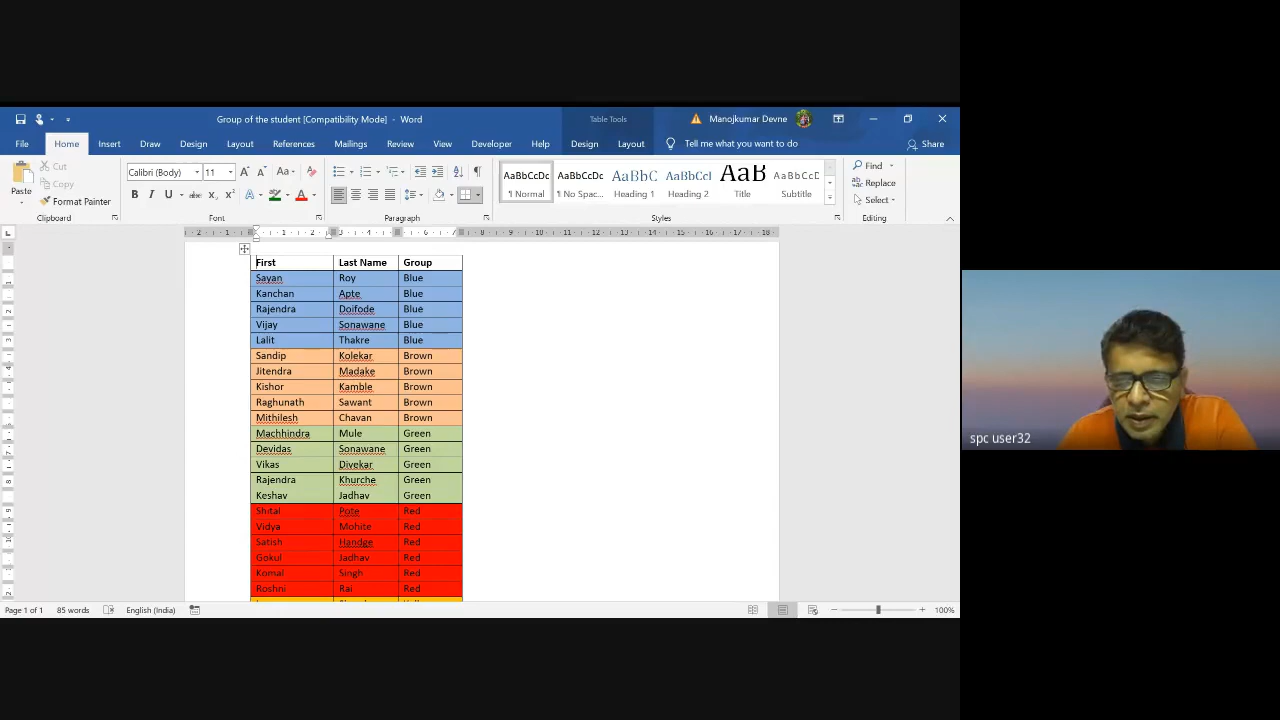 Group of the student [Compatibility Mode] - Word
Table Tools
Manojkumar Devne
File Home Insert Draw Design Layout References Mailings Review View Developer Help Design Layout Tell me what you want to do Share
Paste
Cut
Copy
Format Painter
Clipboard
Calibri (Body) 11
Font
Paragraph
AaBbCcDc AaBbCcDc AaBbC AaBbCcI AaB AaBbCcD
¶ Normal ¶ No Spac... Heading 1 Heading 2 Title Subtitle
Styles
Find
Replace
Select
Editing
First Last Name Group
Sayan Roy Blue
Kanchan Apte Blue
Rajendra Doifode Blue
Vijay Sonawane Blue
Lalit Thakre Blue
Sandip Kolekar Brown
Jitendra Madake Brown
Kishor Kamble Brown
Raghunath Sawant Brown
Mithilesh Chavan Brown
Machhindra Mule Green
Devidas Sonawane Green
Vikas Divekar Green
Rajendra Khurche Green
Keshav Jadhav Green
Shital Pote Red
Vidya Mohite Red
Satish Handge Red
Gokul Jadhav Red
Komal Singh Red
Roshni Rai Red
Page 1 of 1 85 words English (India) 100%
spc user32